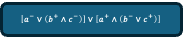 [a⁻ ∨ (b⁺ ∧ c⁻)] ∨ [a⁺ ∧ (b⁻ ∨ c⁺)]